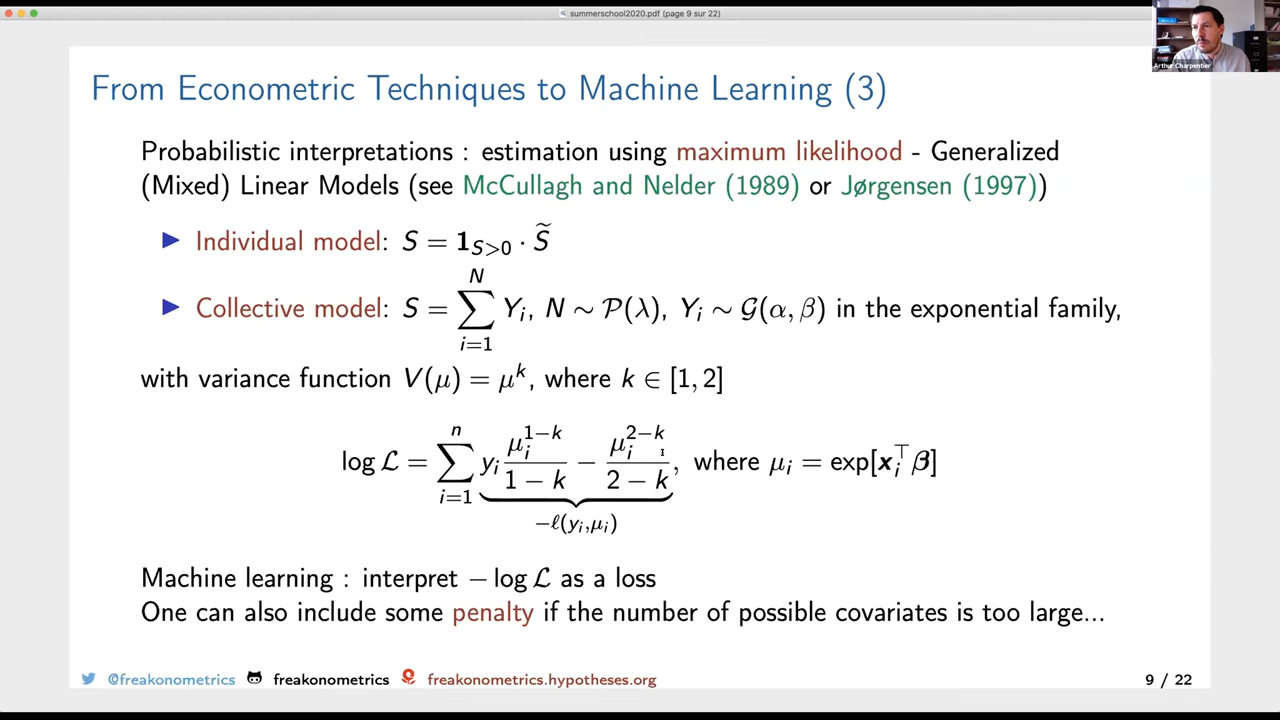 summerschool2020.pdf (page 9 sur 22)
Arthur Charpentier
From Econometric Techniques to Machine Learning (3)
Probabilistic interpretations : estimation using maximum likelihood - Generalized
(Mixed) Linear Models (see McCullagh and Nelder (1989) or Jørgensen (1997))
▶ Individual model: S = 𝟏_{S>0} · S̃
▶ Collective model: S = ∑_{i=1}^{N} Y_i, N ∼ 𝒫(λ), Y_i ∼ 𝒢(α, β) in the exponential family,
with variance function V(μ) = μ^k, where k ∈ [1, 2]
log ℒ = ∑_{i=1}^{n} y_i μ_i^{1−k}/(1 − k) − μ_i^{2−k}/(2 − k), where μ_i = exp[x_i^⊤ β]
−ℓ(y_i,μ_i)
Machine learning : interpret − log ℒ as a loss
One can also include some penalty if the number of possible covariates is too large...
@freakonometrics freakonometrics freakonometrics.hypotheses.org 9 / 22